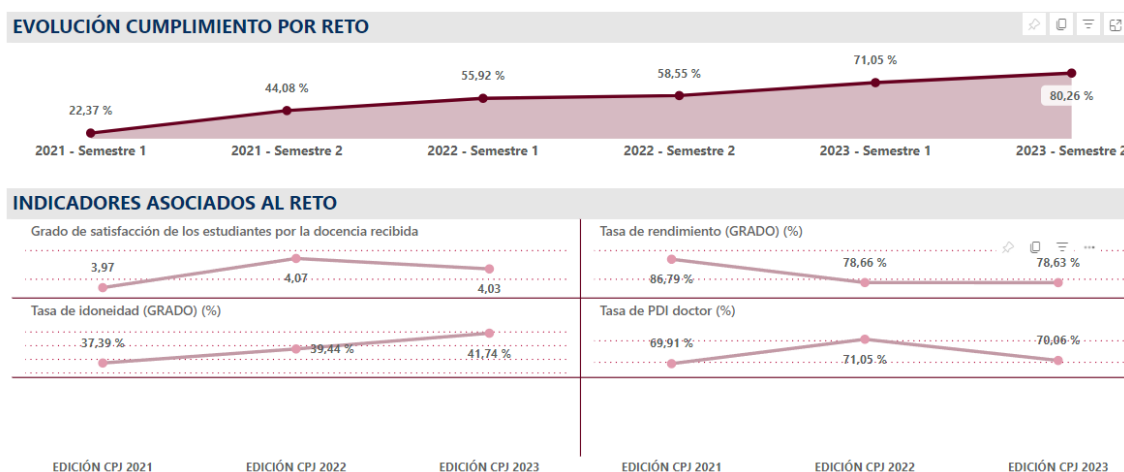 EVOLUCIÓN CUMPLIMIENTO POR RETO
22,37 %
44,08 %
55,92 %
58,55 %
71,05 %
80,26 %
2021 - Semestre 1
2021 - Semestre 2
2022 - Semestre 1
2022 - Semestre 2
2023 - Semestre 1
2023 - Semestre 2
INDICADORES ASOCIADOS AL RETO
Grado de satisfacción de los estudiantes por la docencia recibida
3,97
4,07
4,03
Tasa de rendimiento (GRADO) (%)
86,79 %
78,66 %
78,63 %
Tasa de idoneidad (GRADO) (%)
37,39 %
39,44 %
41,74 %
Tasa de PDI doctor (%)
69,91 %
71,05 %
70,06 %
EDICIÓN CPJ 2021
EDICIÓN CPJ 2022
EDICIÓN CPJ 2023
EDICIÓN CPJ 2021
EDICIÓN CPJ 2022
EDICIÓN CPJ 2023